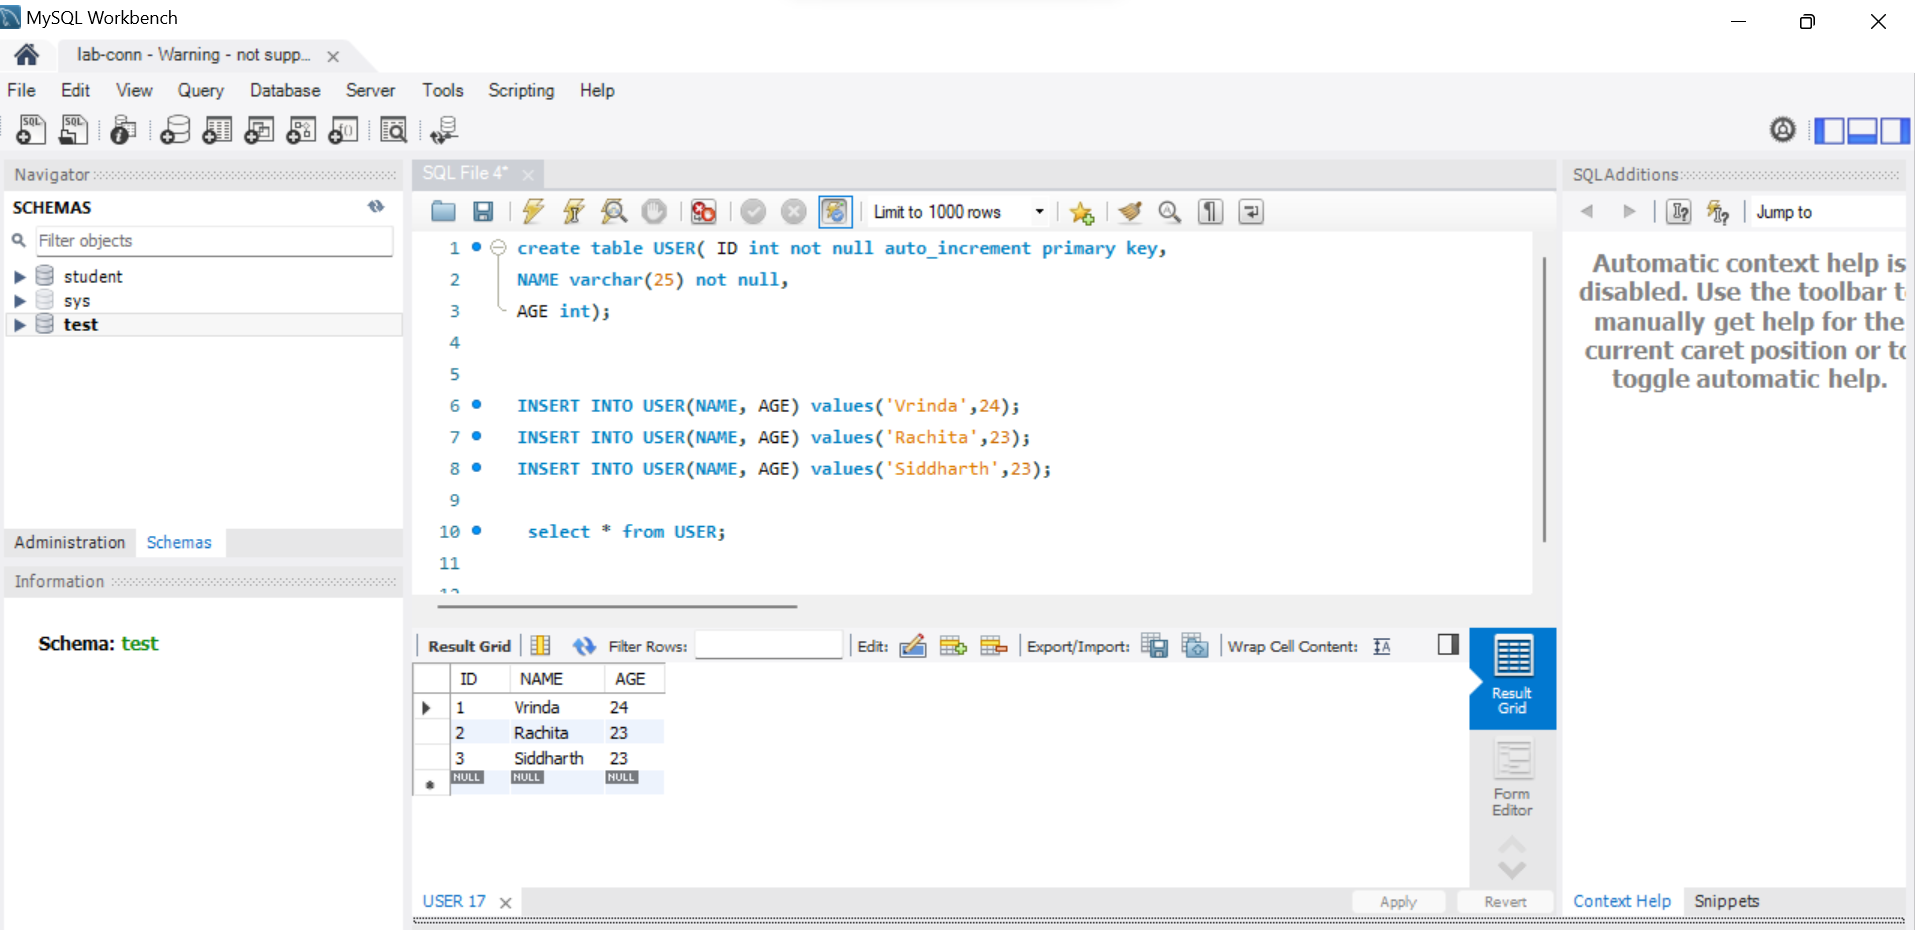 MySQL Workbench
lab-conn - Warning - not supp...
File Edit View Query Database Server Tools Scripting Help
Navigator
SCHEMAS
Filter objects
student
sys
test
Administration Schemas
Information
Schema: test
SQL File 4*
Limit to 1000 rows
1 create table USER( ID int not null auto_increment primary key,
2 NAME varchar(25) not null,
3 AGE int);
4
5
6 INSERT INTO USER(NAME, AGE) values('Vrinda',24);
7 INSERT INTO USER(NAME, AGE) values('Rachita',23);
8 INSERT INTO USER(NAME, AGE) values('Siddharth',23);
9
10 select * from USER;
11
12
Result Grid Filter Rows: Edit: Export/Import: Wrap Cell Content:
ID NAME AGE
1 Vrinda 24
2 Rachita 23
3 Siddharth 23
NULL NULL NULL
Result
Grid
Form
Editor
USER 17
Apply Revert
SQLAdditions
Jump to
Automatic context help is
disabled. Use the toolbar t
manually get help for the
current caret position or to
toggle automatic help.
Context Help Snippets